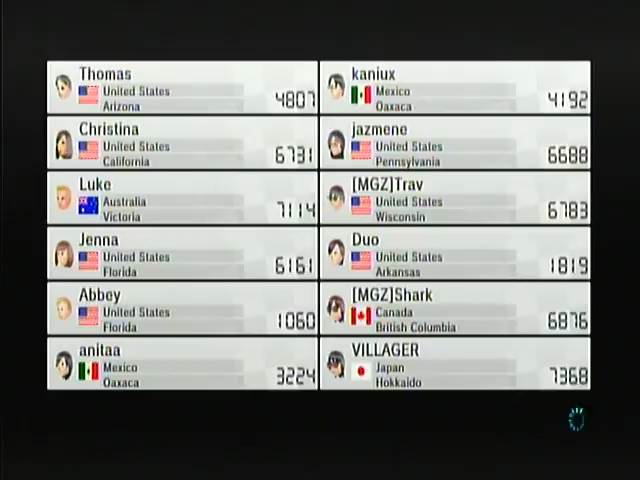 Thomas
United States
Arizona
4807
Christina
United States
California
6731
Luke
Australia
Victoria
7114
Jenna
United States
Florida
6161
Abbey
United States
Florida
1060
anitaa
Mexico
Oaxaca
3224
kaniux
Mexico
Oaxaca
4192
jazmene
United States
Pennsylvania
6688
[MGZ]Trav
United States
Wisconsin
6783
Duo
United States
Arkansas
1819
[MGZ]Shark
Canada
British Columbia
6876
VILLAGER
Japan
Hokkaido
7368